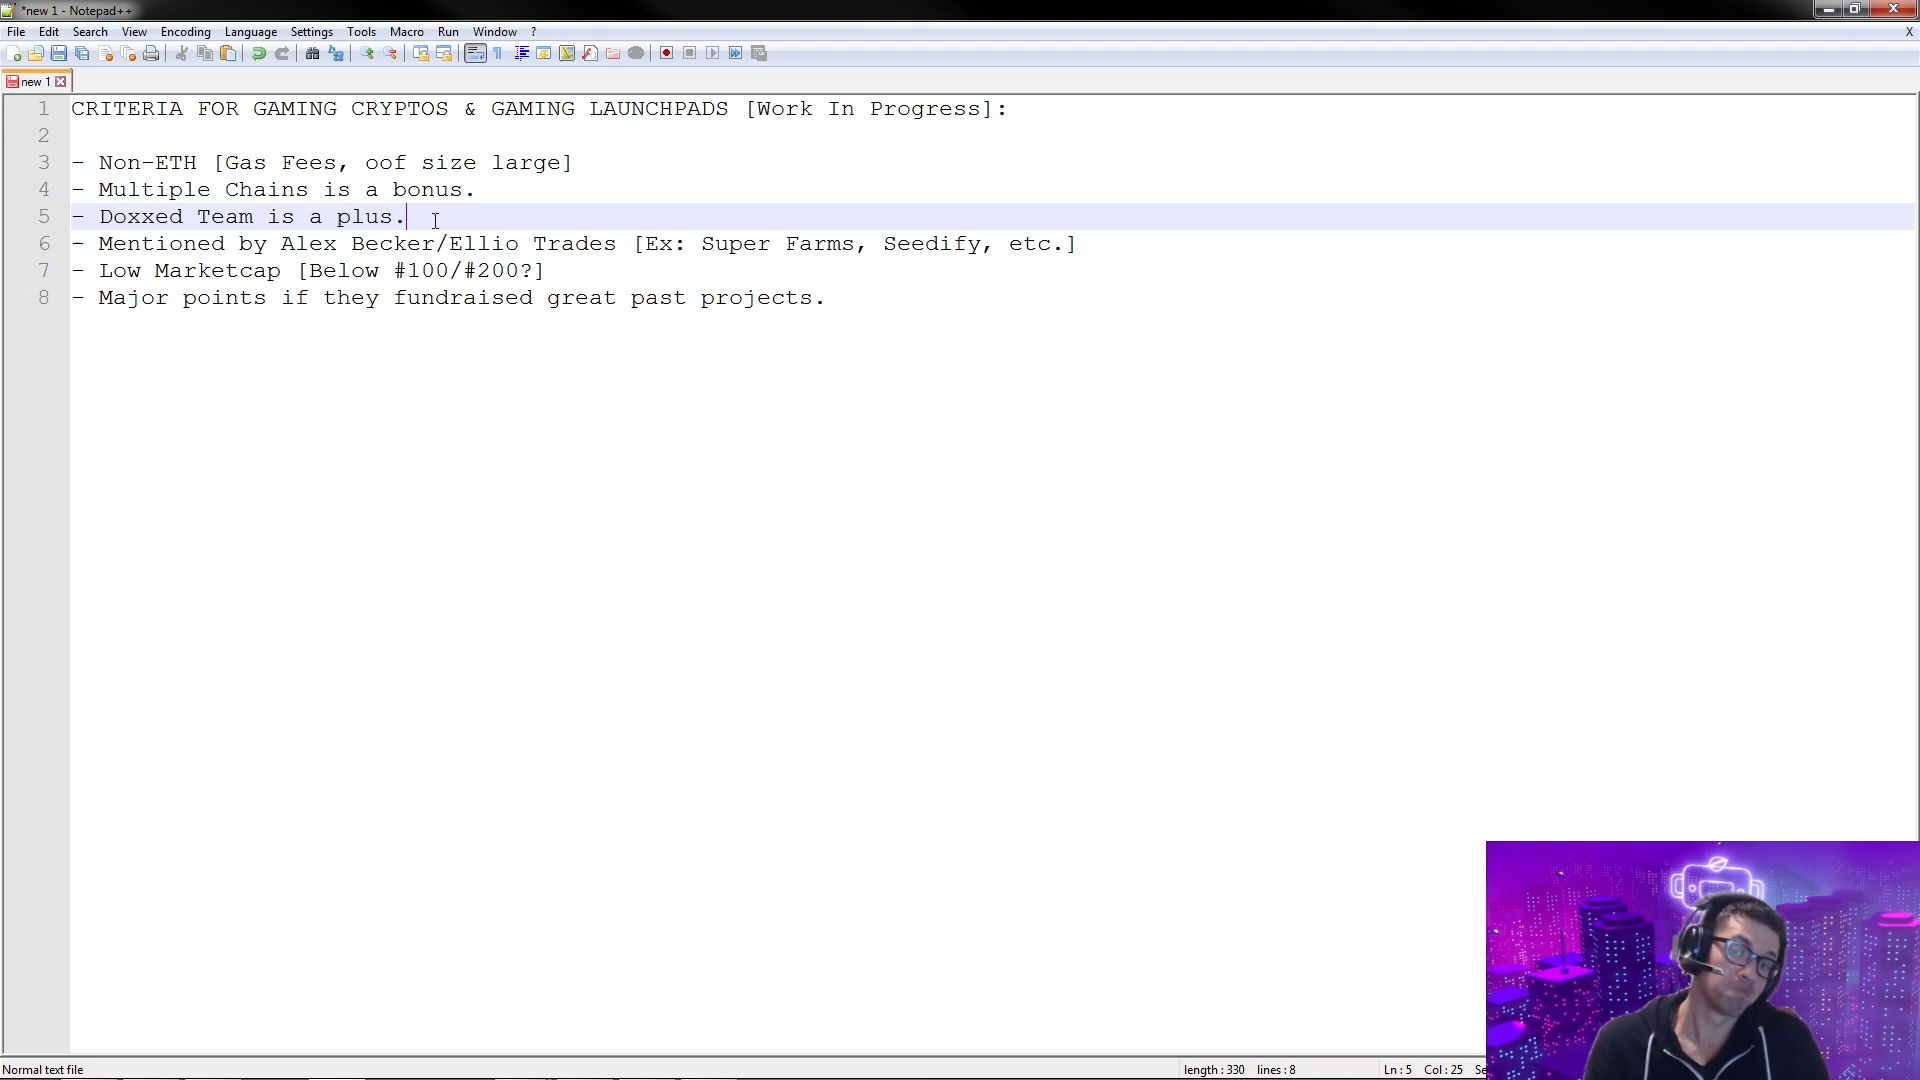 *new 1 - Notepad++
File Edit Search View Encoding Language Settings Tools Macro Run Window ? X
new 1
1 CRITERIA FOR GAMING CRYPTOS & GAMING LAUNCHPADS [Work In Progress]:
2
3 - Non-ETH [Gas Fees, oof size large]
4 - Multiple Chains is a bonus.
5 - Doxxed Team is a plus.
6 - Mentioned by Alex Becker/Ellio Trades [Ex: Super Farms, Seedify, etc.]
7 - Low Marketcap [Below #100/#200?]
8 - Major points if they fundraised great past projects.
Normal text file length : 330 lines : 8 Ln : 5 Col : 25 Se